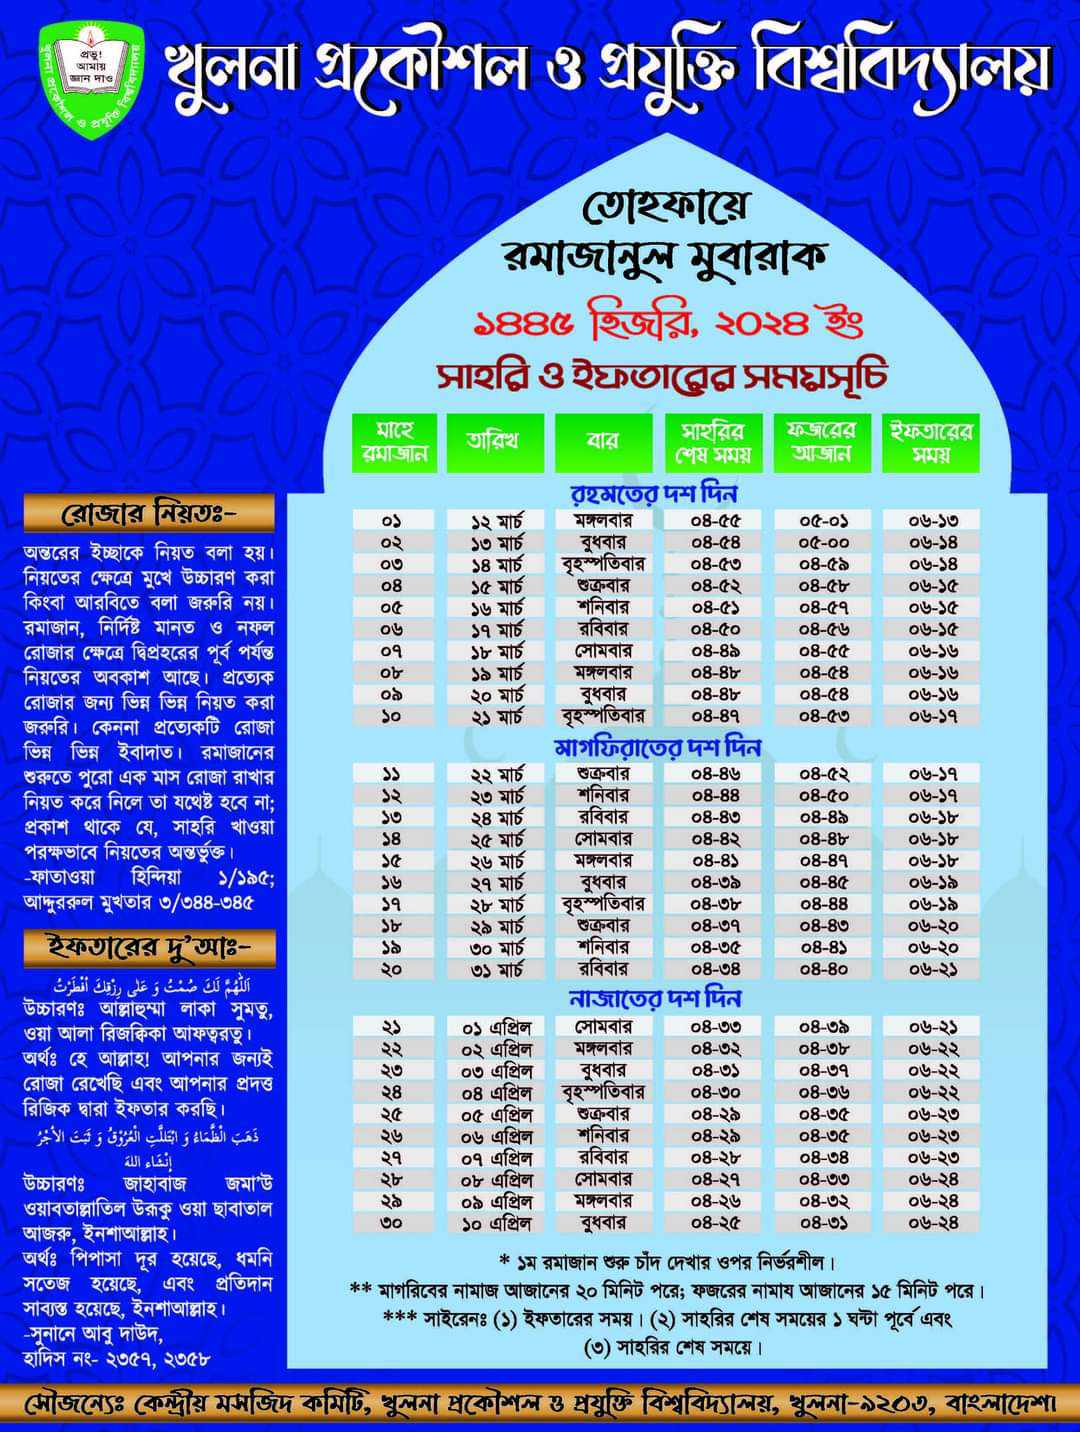 প্রভু!
আমায়
জ্ঞান দাও
খুলনা প্রকৌশল ও প্রযুক্তি বিশ্ববিদ্যালয়
খুলনা প্রকৌশল ও প্রযুক্তি বিশ্ববিদ্যালয়
তোহফায়ে
রমাজানুল মুবারাক
১৪৪৫ হিজরি, ২০২৪ ইং
সাহরি ও ইফতারের সময়সূচি
রোজার নিয়তঃ-
অন্তরের ইচ্ছাকে নিয়ত বলা হয়।
নিয়তের ক্ষেত্রে মুখে উচ্চারণ করা
কিংবা আরবিতে বলা জরুরি নয়।
রমাজান, নির্দিষ্ট মানত ও নফল
রোজার ক্ষেত্রে দ্বিপ্রহরের পূর্ব পর্যন্ত
নিয়তের অবকাশ আছে। প্রত্যেক
রোজার জন্য ভিন্ন ভিন্ন নিয়ত করা
জরুরি। কেননা প্রত্যেকটি রোজা
ভিন্ন ভিন্ন ইবাদাত। রমাজানের
শুরুতে পুরো এক মাস রোজা রাখার
নিয়ত করে নিলে তা যথেষ্ট হবে না;
প্রকাশ থাকে যে, সাহরি খাওয়া
পরক্ষভাবে নিয়তের অন্তর্ভুক্ত।
-ফাতাওয়া হিন্দিয়া ১/১৯৫;
আদ্দুররুল মুখতার ৩/৩৪৪-৩৪৫
ইফতারের দু'আঃ-
اَللّٰهُمَّ لَكَ صُمْتُ وَ عَلَى رِزْقِكَ أَفْطَرْتُ
উচ্চারণঃ আল্লাহুম্মা লাকা সুমতু,
ওয়া আলা রিজক্বিকা আফত্বরতু।
অর্থঃ হে আল্লাহ! আপনার জন্যই
রোজা রেখেছি এবং আপনার প্রদত্ত
রিজিক দ্বারা ইফতার করছি।
ذَهَبَ الظَّمَاءُ وَ ابْتَلَّتِ الْعُرُوْقُ وَ ثَبَتَ الأَجْرُ
إِنْشَاء الله
উচ্চারণঃ জাহাবাজ জমা'উ
ওয়াবতাল্লাতিল উরূকু ওয়া ছাবাতাল
আজরু, ইনশাআল্লাহ।
অর্থঃ পিপাসা দূর হয়েছে, ধমনি
সতেজ হয়েছে, এবং প্রতিদান
সাব্যস্ত হয়েছে, ইনশাআল্লাহ।
-সুনানে আবু দাউদ,
হাদিস নং- ২৩৫৭, ২৩৫৮
মাহে রমাজান তারিখ বার সাহরির শেষ সময় ফজরের আজান ইফতারের সময়
রহমতের দশ দিন
০১ ১২ মার্চ মঙ্গলবার ০৪-৫৫ ০৫-০১ ০৬-১৩
০২ ১৩ মার্চ বুধবার ০৪-৫৪ ০৫-০০ ০৬-১৪
০৩ ১৪ মার্চ বৃহস্পতিবার ০৪-৫৩ ০৪-৫৯ ০৬-১৪
০৪ ১৫ মার্চ শুক্রবার ০৪-৫২ ০৪-৫৮ ০৬-১৫
০৫ ১৬ মার্চ শনিবার ০৪-৫১ ০৪-৫৭ ০৬-১৫
০৬ ১৭ মার্চ রবিবার ০৪-৫০ ০৪-৫৬ ০৬-১৫
০৭ ১৮ মার্চ সোমবার ০৪-৪৯ ০৪-৫৫ ০৬-১৬
০৮ ১৯ মার্চ মঙ্গলবার ০৪-৪৮ ০৪-৫৪ ০৬-১৬
০৯ ২০ মার্চ বুধবার ০৪-৪৮ ০৪-৫৪ ০৬-১৬
১০ ২১ মার্চ বৃহস্পতিবার ০৪-৪৭ ০৪-৫৩ ০৬-১৭
মাগফিরাতের দশ দিন
১১ ২২ মার্চ শুক্রবার ০৪-৪৬ ০৪-৫২ ০৬-১৭
১২ ২৩ মার্চ শনিবার ০৪-৪৪ ০৪-৫০ ০৬-১৭
১৩ ২৪ মার্চ রবিবার ০৪-৪৩ ০৪-৪৯ ০৬-১৮
১৪ ২৫ মার্চ সোমবার ০৪-৪২ ০৪-৪৮ ০৬-১৮
১৫ ২৬ মার্চ মঙ্গলবার ০৪-৪১ ০৪-৪৭ ০৬-১৮
১৬ ২৭ মার্চ বুধবার ০৪-৩৯ ০৪-৪৫ ০৬-১৯
১৭ ২৮ মার্চ বৃহস্পতিবার ০৪-৩৮ ০৪-৪৪ ০৬-১৯
১৮ ২৯ মার্চ শুক্রবার ০৪-৩৭ ০৪-৪৩ ০৬-২০
১৯ ৩০ মার্চ শনিবার ০৪-৩৫ ০৪-৪১ ০৬-২০
২০ ৩১ মার্চ রবিবার ০৪-৩৪ ০৪-৪০ ০৬-২১
নাজাতের দশ দিন
২১ ০১ এপ্রিল সোমবার ০৪-৩৩ ০৪-৩৯ ০৬-২১
২২ ০২ এপ্রিল মঙ্গলবার ০৪-৩২ ০৪-৩৮ ০৬-২২
২৩ ০৩ এপ্রিল বুধবার ০৪-৩১ ০৪-৩৭ ০৬-২২
২৪ ০৪ এপ্রিল বৃহস্পতিবার ০৪-৩০ ০৪-৩৬ ০৬-২২
২৫ ০৫ এপ্রিল শুক্রবার ০৪-২৯ ০৪-৩৫ ০৬-২৩
২৬ ০৬ এপ্রিল শনিবার ০৪-২৯ ০৪-৩৫ ০৬-২৩
২৭ ০৭ এপ্রিল রবিবার ০৪-২৮ ০৪-৩৪ ০৬-২৩
২৮ ০৮ এপ্রিল সোমবার ০৪-২৭ ০৪-৩৩ ০৬-২৪
২৯ ০৯ এপ্রিল মঙ্গলবার ০৪-২৬ ০৪-৩২ ০৬-২৪
৩০ ১০ এপ্রিল বুধবার ০৪-২৫ ০৪-৩১ ০৬-২৪
* ১ম রমাজান শুরু চাঁদ দেখার ওপর নির্ভরশীল।
** মাগরিবের নামাজ আজানের ২০ মিনিট পরে; ফজরের নামায আজানের ১৫ মিনিট পরে।
*** সাইরেনঃ (১) ইফতারের সময়। (২) সাহরির শেষ সময়ের ১ ঘন্টা পূর্বে এবং
(৩) সাহরির শেষ সময়ে।
সৌজন্যেঃ কেন্দ্রীয় মসজিদ কমিটি, খুলনা প্রকৌশল ও প্রযুক্তি বিশ্ববিদ্যালয়, খুলনা-৯২০৩, বাংলাদেশ।